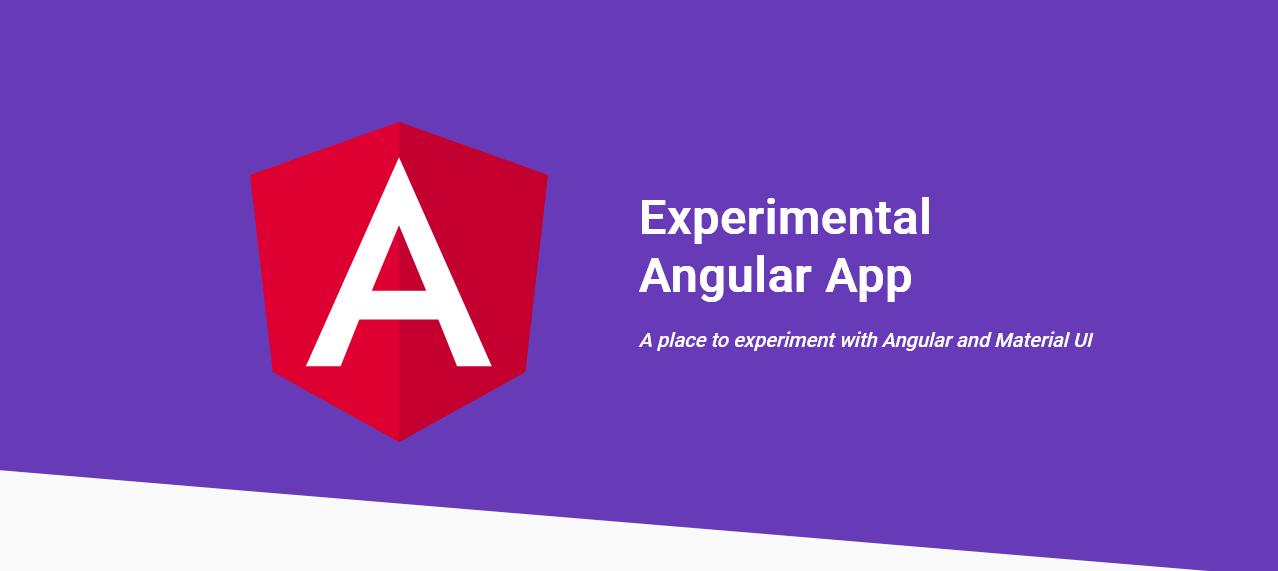 Experimental
Angular App
A place to experiment with Angular and Material UI